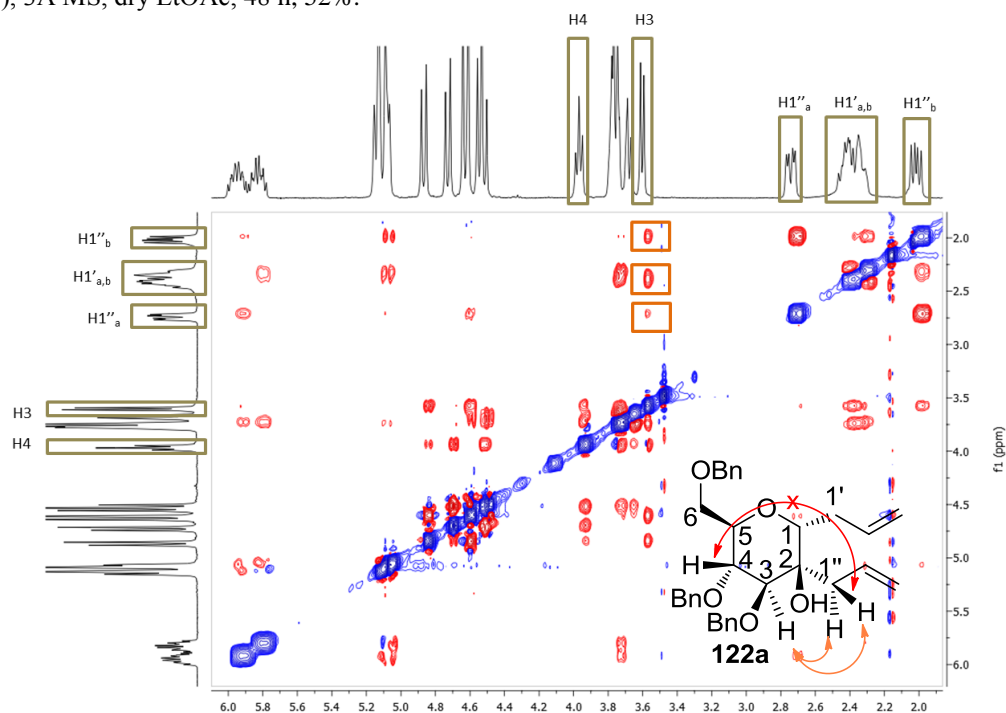 ), 3Å MS, dry EtOAc, 48 h, 52%.
H4
H3
H1''a
H1'a,b
H1''b
H1''b
H1'a,b
H1''a
H3
H4
2.0
2.5
3.0
3.5
4.0
4.5
5.0
5.5
6.0
f1 (ppm)
OBn
6
O
x
1'
5
1
H
4
2
1''
3
BnO
OH
H
BnO
H
H
122a
6.0 5.8 5.6 5.4 5.2 5.0 4.8 4.6 4.4 4.2 4.0 3.8 3.6 3.4 3.2 3.0 2.8 2.6 2.4 2.2 2.0